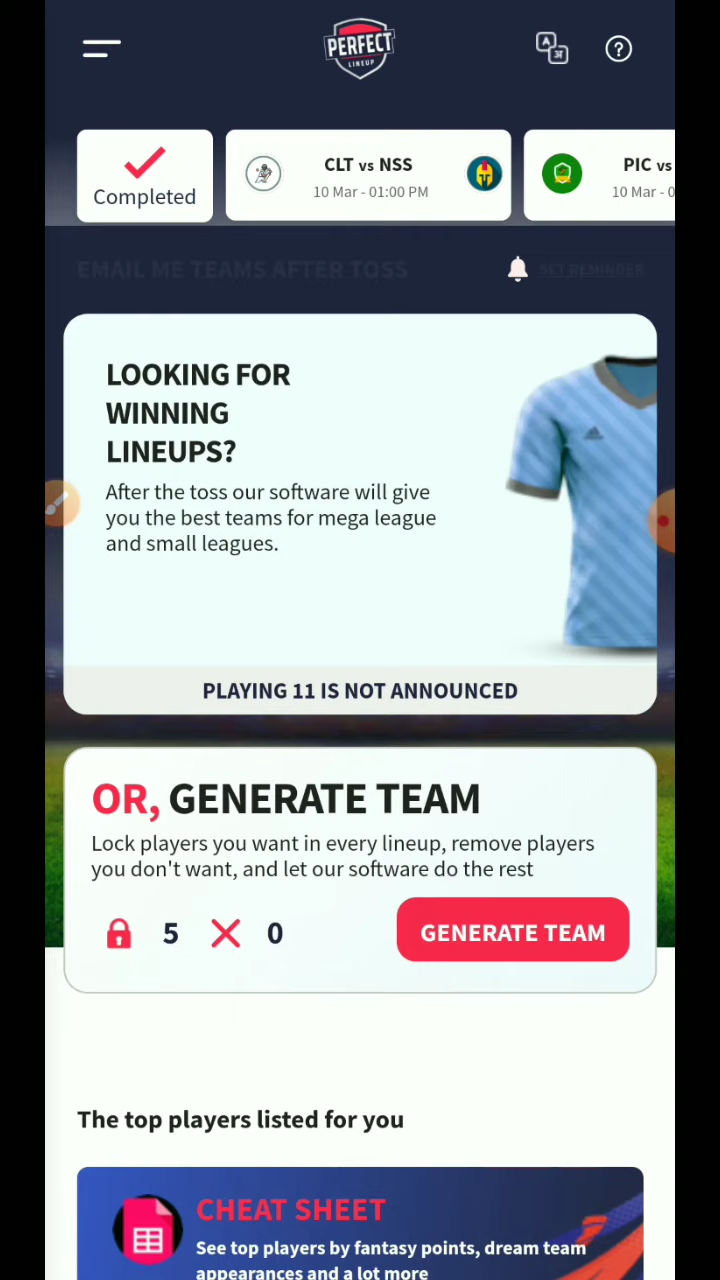 PERFECT
LINEUP
A
अ
?
Completed
CLT vs NSS
10 Mar - 01:00 PM
PIC vs
10 Mar - 0
EMAIL ME TEAMS AFTER TOSS
SET REMINDER
LOOKING FOR
WINNING
LINEUPS?
After the toss our software will give
you the best teams for mega league
and small leagues.
PLAYING 11 IS NOT ANNOUNCED
OR, GENERATE TEAM
Lock players you want in every lineup, remove players
you don't want, and let our software do the rest
5
0
GENERATE TEAM
The top players listed for you
CHEAT SHEET
See top players by fantasy points, dream team
appearances and a lot more